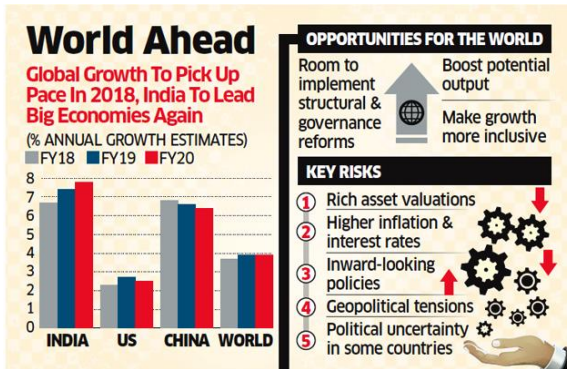 World Ahead
Global Growth To Pick Up
Pace In 2018, India To Lead
Big Economies Again
(% ANNUAL GROWTH ESTIMATES)
FY18 FY19 FY20
8
7
6
5
4
3
2
1
0
INDIA US CHINA WORLD
OPPORTUNITIES FOR THE WORLD
Room to
implement
structural &
governance
reforms
Boost potential
output
Make growth
more inclusive
KEY RISKS
1 Rich asset valuations
2 Higher inflation &
interest rates
3 Inward-looking
policies
4 Geopolitical tensions
5 Political uncertainty
in some countries